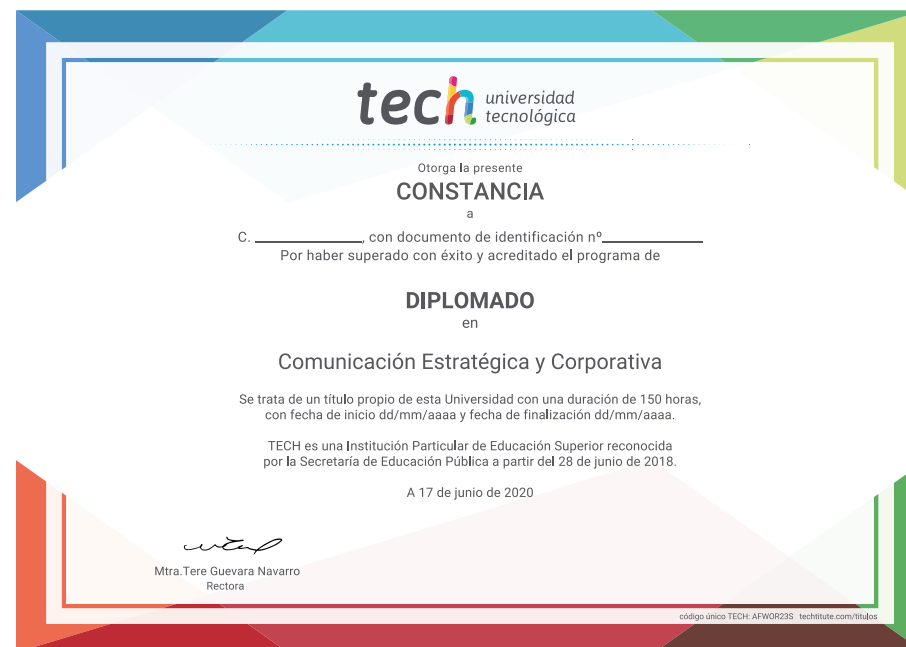 tech universidad
tecnológica
Otorga la presente
CONSTANCIA
a
C. ____________, con documento de identificación nº____________
Por haber superado con éxito y acreditado el programa de
DIPLOMADO
en
Comunicación Estratégica y Corporativa
Se trata de un título propio de esta Universidad con una duración de 150 horas,
con fecha de inicio dd/mm/aaaa y fecha de finalización dd/mm/aaaa.
TECH es una Institución Particular de Educación Superior reconocida
por la Secretaría de Educación Pública a partir del 28 de junio de 2018.
A 17 de junio de 2020
Mtra.Tere Guevara Navarro
Rectora
código único TECH: AFWOR23S techtitute.com/titulos